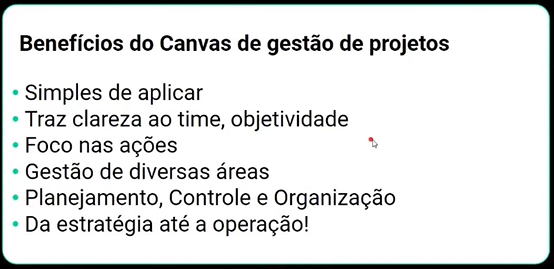 Benefícios do Canvas de gestão de projetos
• Simples de aplicar
• Traz clareza ao time, objetividade
• Foco nas ações
• Gestão de diversas áreas
• Planejamento, Controle e Organização
• Da estratégia até a operação!